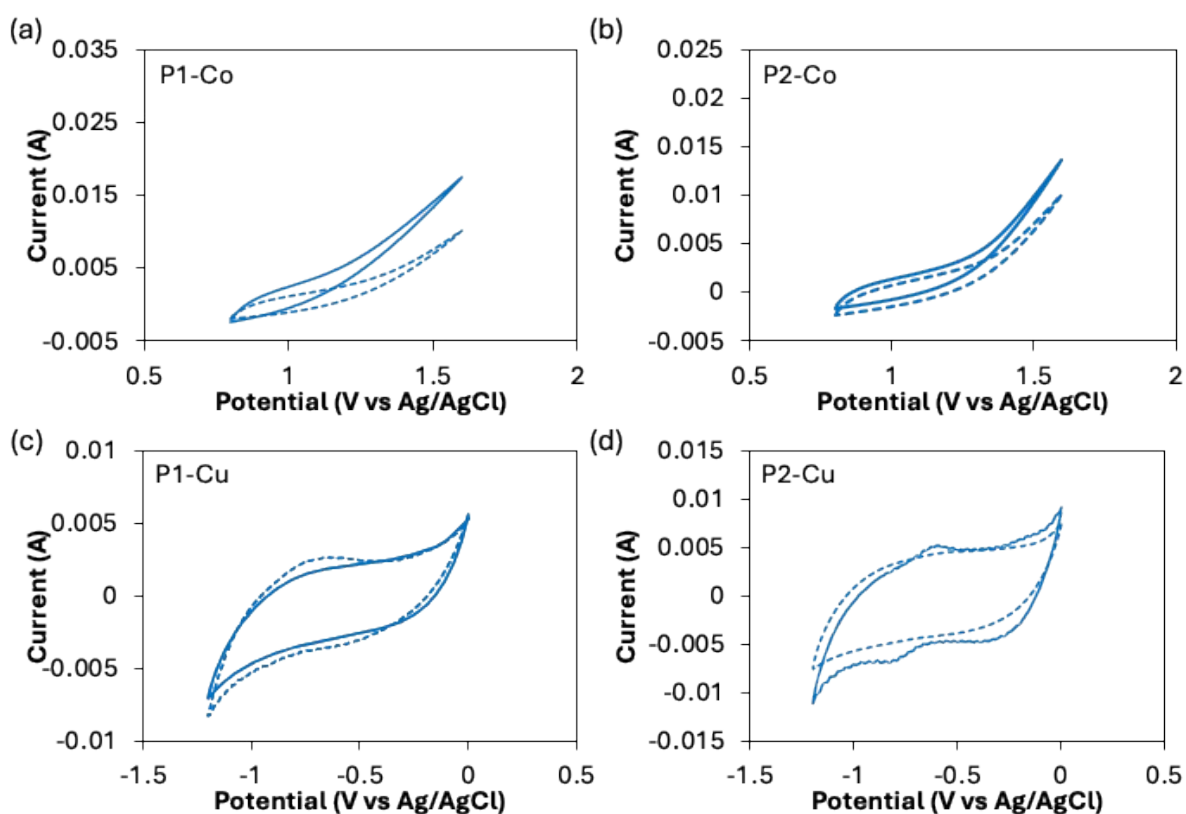 (a)
P1-Co
Current (A)
0.035
0.025
0.015
0.005
-0.005
0.5
1
1.5
2
Potential (V vs Ag/AgCl)
(b)
P2-Co
Current (A)
0.025
0.02
0.015
0.01
0.005
0
-0.005
0.5
1
1.5
2
Potential (V vs Ag/AgCl)
(c)
P1-Cu
Current (A)
0.01
0.005
0
-0.005
-0.01
-1.5
-1
-0.5
0
0.5
Potential (V vs Ag/AgCl)
(d)
P2-Cu
Current (A)
0.015
0.01
0.005
0
-0.005
-0.01
-0.015
-1.5
-1
-0.5
0
0.5
Potential (V vs Ag/AgCl)